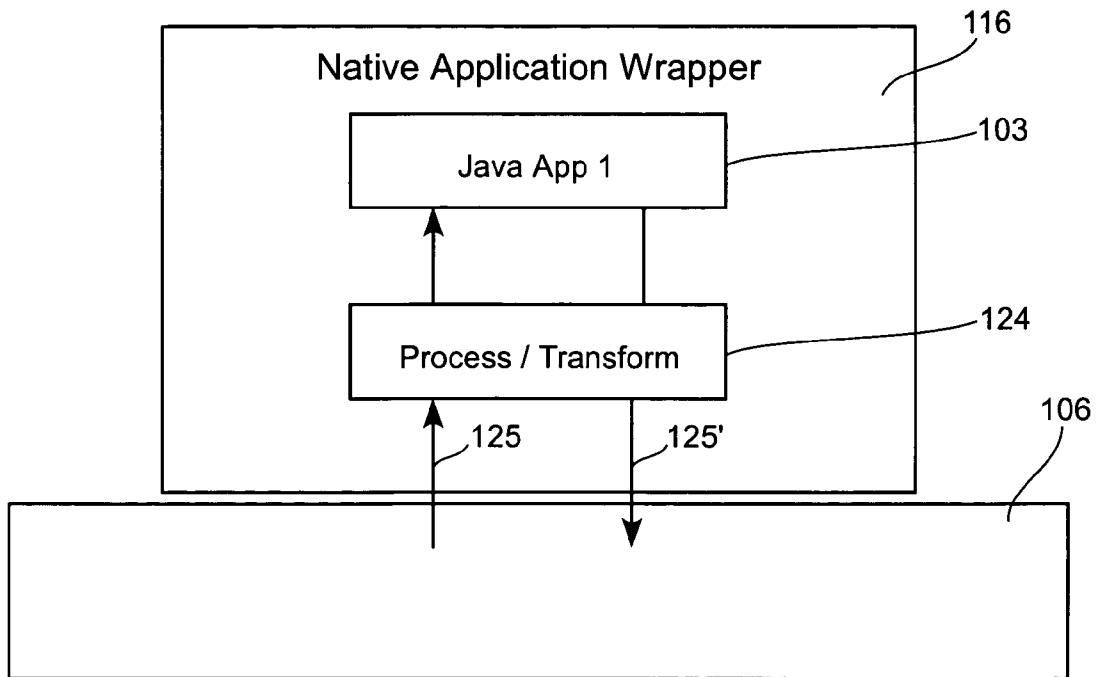 116
Native Application Wrapper
103
Java App 1
124
Process / Transform
106
125
125'